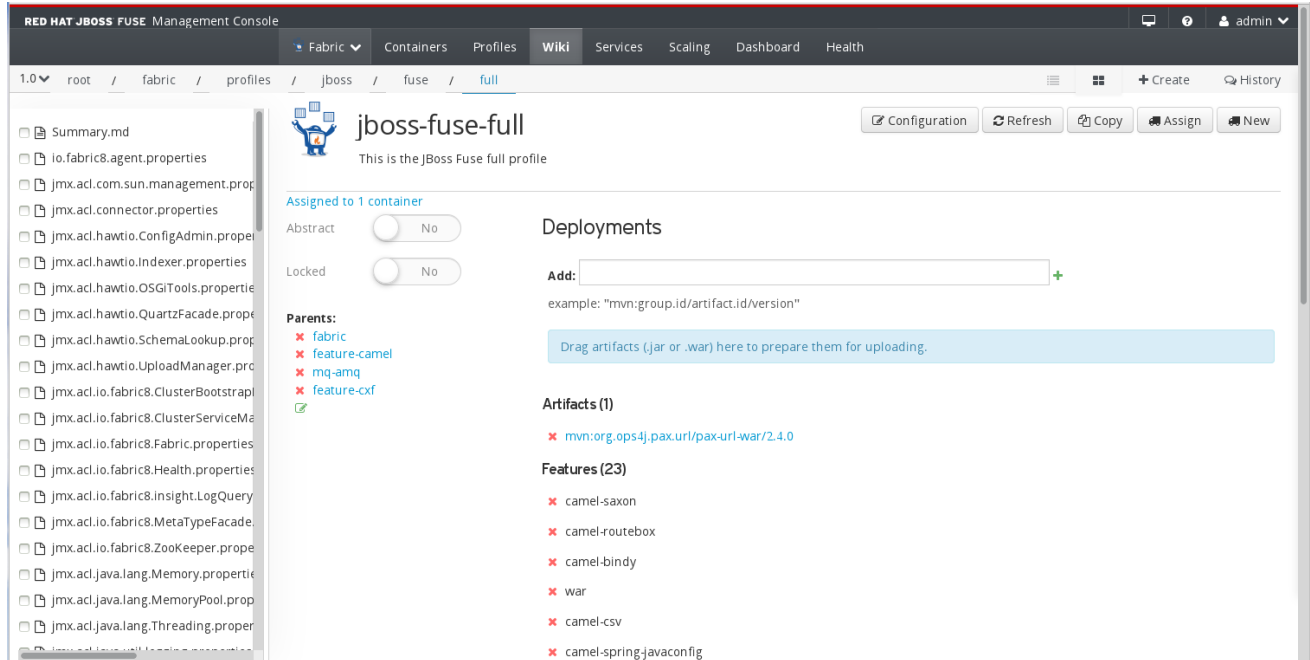 RED HAT JBOSS FUSE Management Console
admin
Fabric Containers Profiles Wiki Services Scaling Dashboard Health
1.0 root / fabric / profiles / jboss / fuse / full
Create History
Summary.md
io.fabric8.agent.properties
jmx.acl.com.sun.management.prop
jmx.acl.connector.properties
jmx.acl.hawtio.ConfigAdmin.proper
jmx.acl.hawtio.Indexer.properties
jmx.acl.hawtio.OSGiTools.propertie
jmx.acl.hawtio.QuartzFacade.prope
jmx.acl.hawtio.SchemaLookup.prop
jmx.acl.hawtio.UploadManager.pro
jmx.acl.io.fabric8.ClusterBootstrap
jmx.acl.io.fabric8.ClusterServiceMa
jmx.acl.io.fabric8.Fabric.properties
jmx.acl.io.fabric8.Health.properties
jmx.acl.io.fabric8.insight.LogQuery
jmx.acl.io.fabric8.MetaTypeFacade.
jmx.acl.io.fabric8.ZooKeeper.prope
jmx.acl.java.lang.Memory.propertie
jmx.acl.java.lang.MemoryPool.prop
jmx.acl.java.lang.Threading.proper
jboss-fuse-full
This is the JBoss Fuse full profile
Configuration Refresh Copy Assign New
Assigned to 1 container
Abstract No
Locked No
Parents:
fabric
feature-camel
mq-amq
feature-cxf
Deployments
Add:
example: "mvn:group.id/artifact.id/version"
Drag artifacts (.jar or .war) here to prepare them for uploading.
Artifacts (1)
mvn:org.ops4j.pax.url/pax-url-war/2.4.0
Features (23)
camel-saxon
camel-routebox
camel-bindy
war
camel-csv
camel-spring-javaconfig